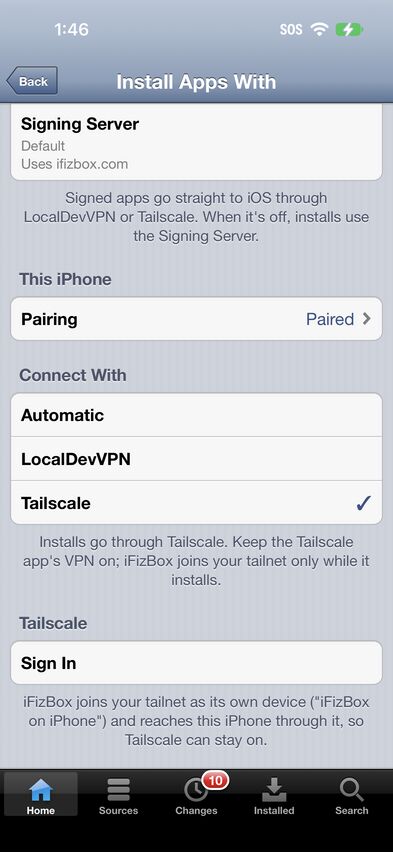 1:46
SOS
Back
Install Apps With
Signing Server
Default
Uses ifizbox.com
Signed apps go straight to iOS through
LocalDevVPN or Tailscale. When it's off, installs use
the Signing Server.
This iPhone
Pairing
Paired
Connect With
Automatic
LocalDevVPN
Tailscale
Installs go through Tailscale. Keep the Tailscale
app's VPN on; iFizBox joins your tailnet only while it
installs.
Tailscale
Sign In
iFizBox joins your tailnet as its own device ("iFizBox
on iPhone") and reaches this iPhone through it, so
Tailscale can stay on.
10
Home
Sources
Changes
Installed
Search